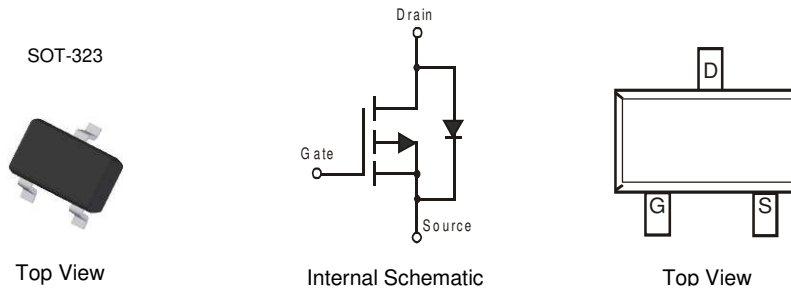 SOT-323
Top View
Drain
Gate
Source
Internal Schematic
D
G S
Top View